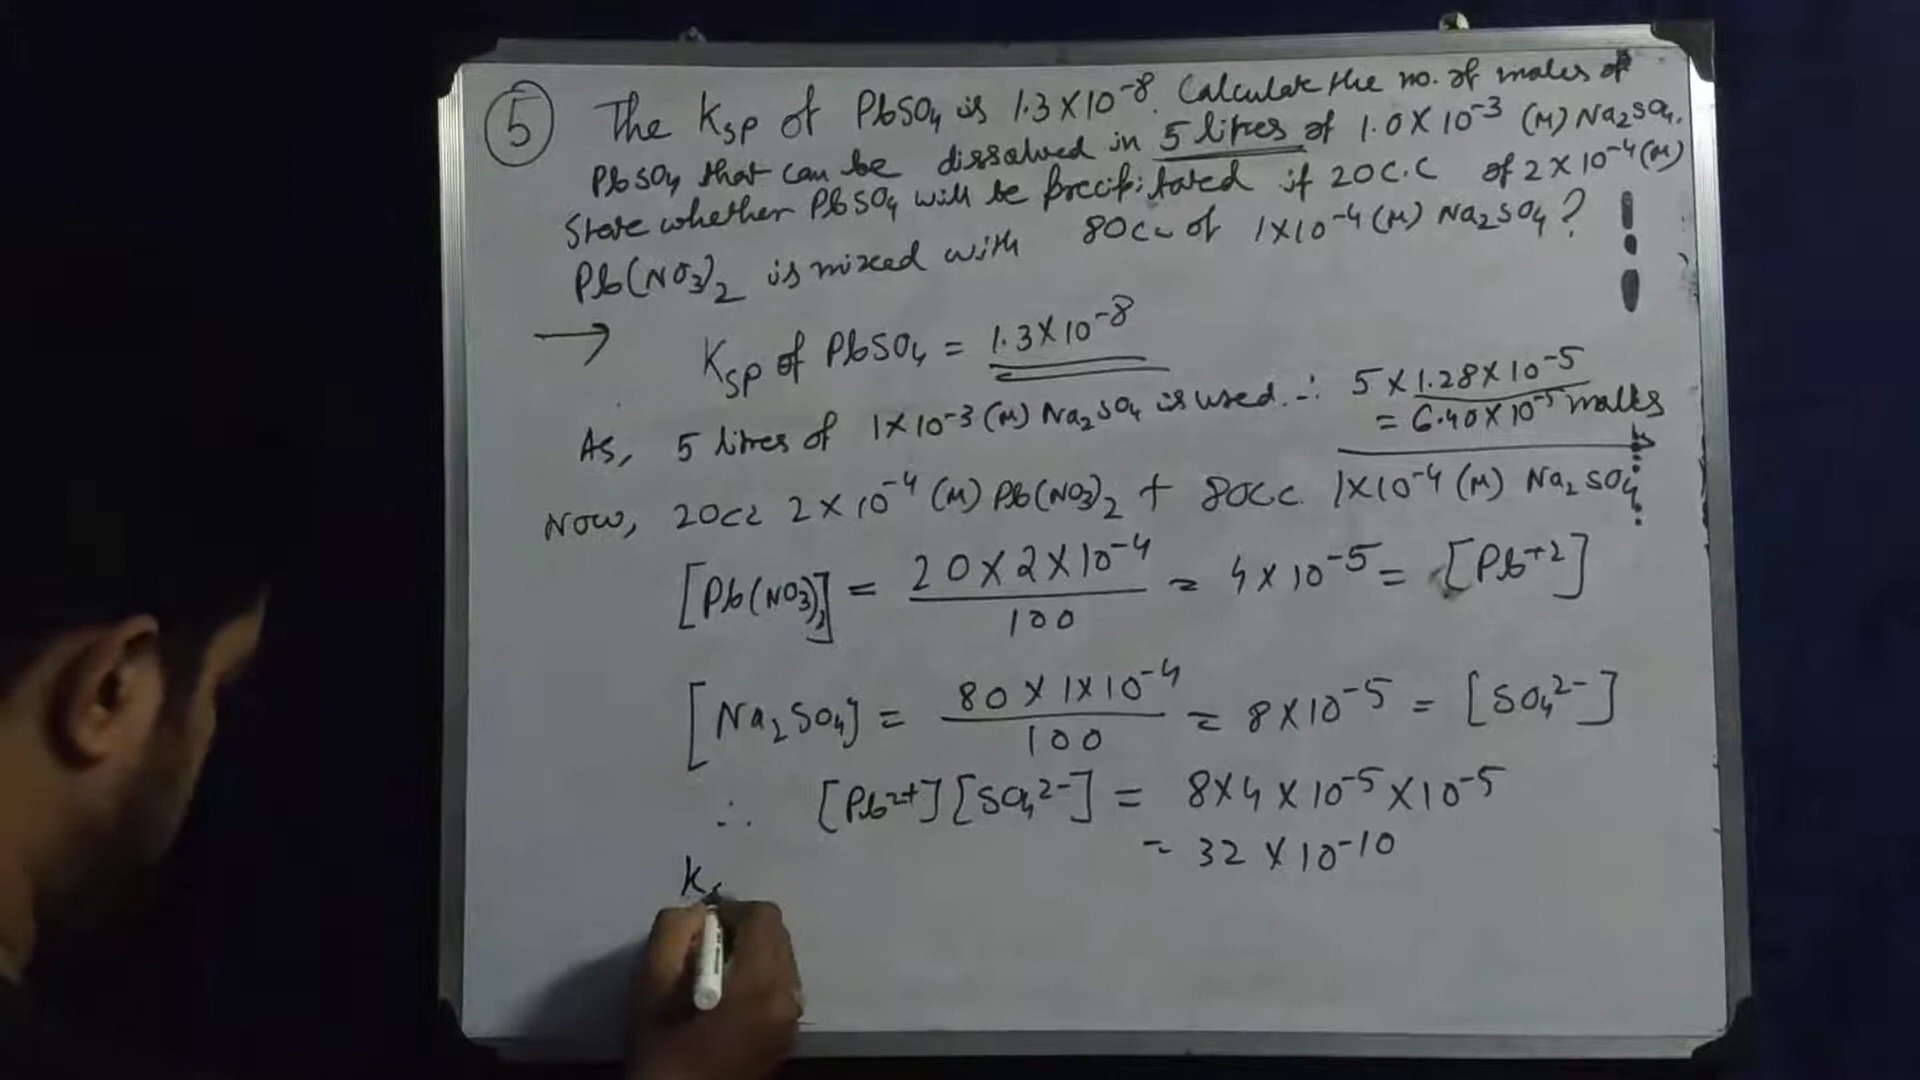 5 The Ksp of PbSO4 is 1.3×10^-8. Calculate the no. of moles of
PbSO4 that can be dissolved in 5 litres of 1.0×10^-3 (M) Na2SO4.
State whether PbSO4 will be precipitated if 20c.c of 2×10^-4(M)
Pb(NO3)2 is mixed with 80cc of 1×10^-4(M) Na2SO4?
→ Ksp of PbSO4 = 1.3×10^-8
As, 5 litres of 1×10^-3(M) Na2SO4 is used. ∴ 5×1.28×10^-5
= 6.40×10^-5 moles
Now, 20cc 2×10^-4 (M) Pb(NO3)2 + 80cc 1×10^-4 (M) Na2SO4
[Pb(NO3)2] = 20×2×10^-4 / 100 = 4×10^-5 = [Pb^+2]
[Na2SO4] = 80×1×10^-4 / 100 = 8×10^-5 = [SO4^2-]
∴ [Pb^2+][SO4^2-] = 8×4×10^-5×10^-5
= 32×10^-10
Ks